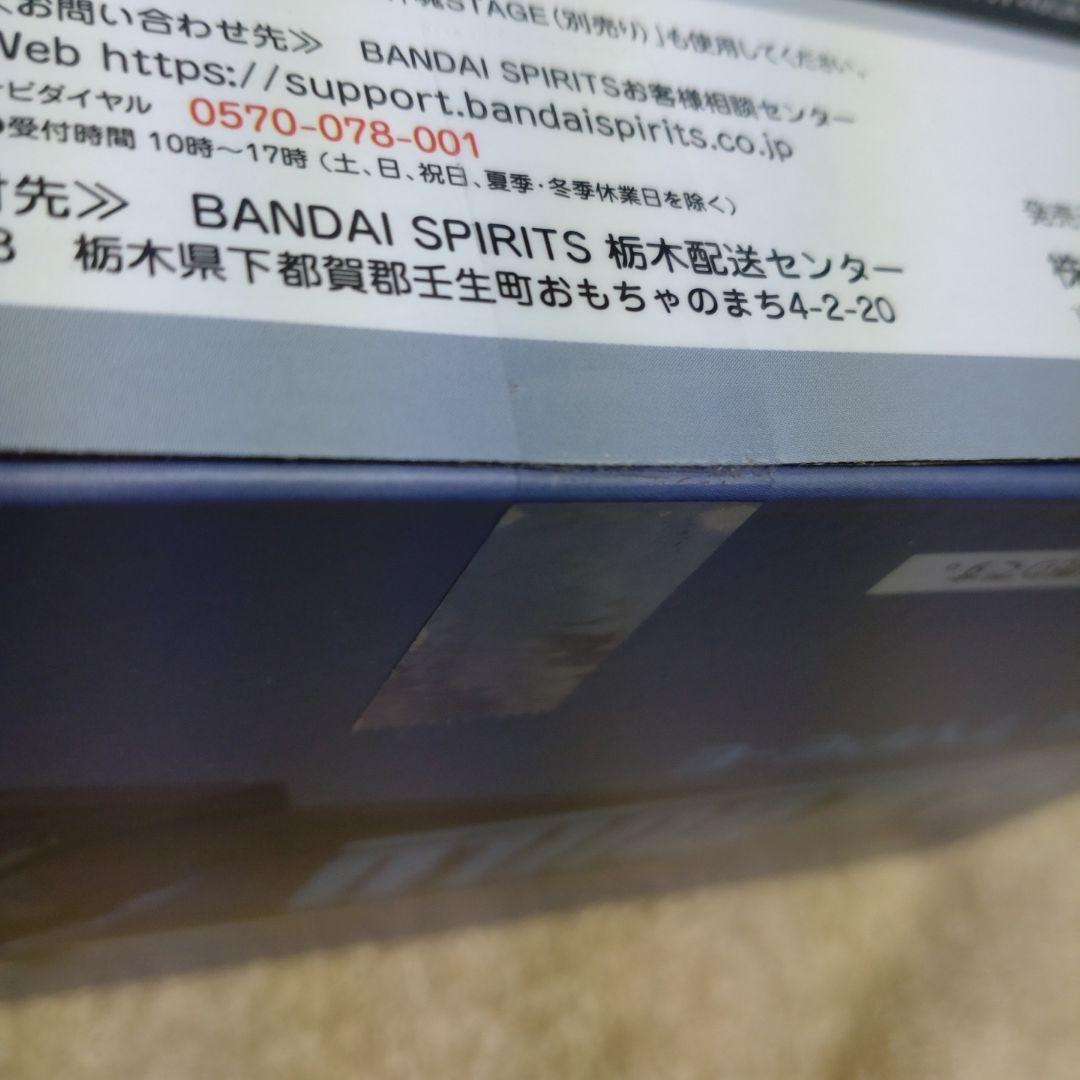 STAGE(別売り)」も使用してください。
お問い合わせ先≫ BANDAI SPIRITSお客様相談センター
Web https://support.bandaispirits.co.jp
ビダイヤル 0570-078-001
●受付時間 10時～17時(土、日、祝日、夏季・冬季休業日を除く)
先≫ BANDAI SPIRITS 栃木配送センター
栃木県下都賀郡壬生町おもちゃのまち4-2-20
発売
株